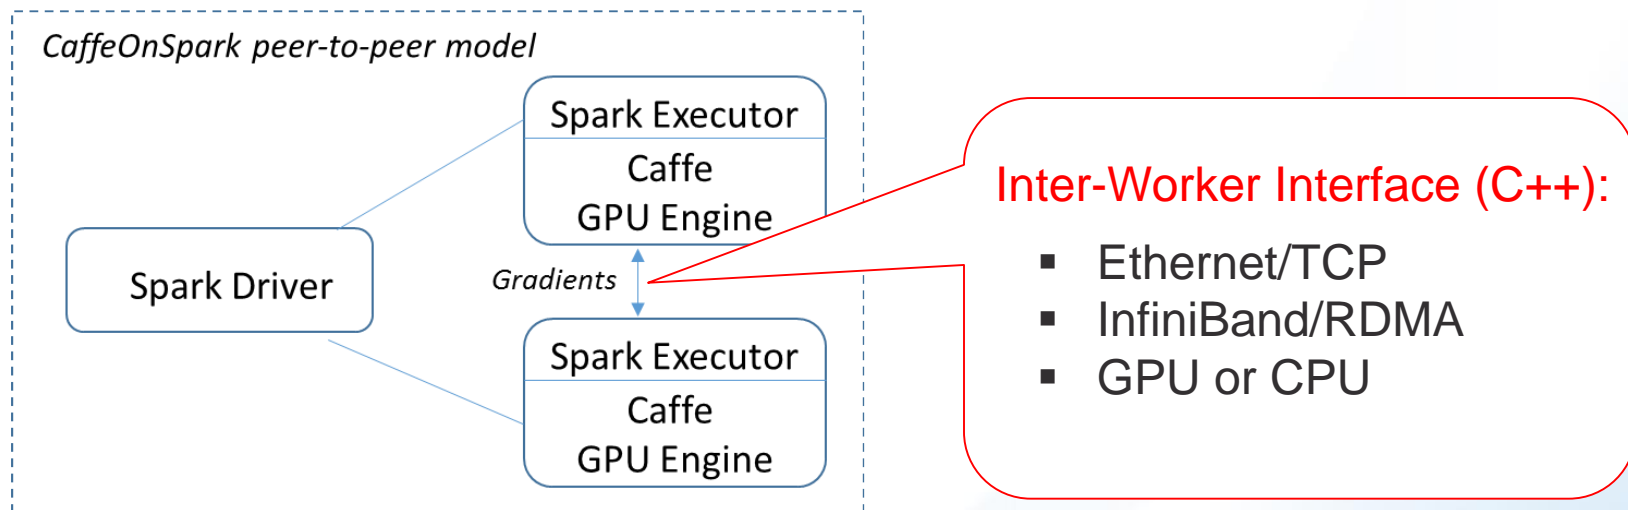 CaffeOnSpark peer-to-peer model
Spark Executor
Caffe
GPU Engine
Spark Driver
Gradients
Spark Executor
Caffe
GPU Engine
Inter-Worker Interface (C++):
▪ Ethernet/TCP
▪ InfiniBand/RDMA
▪ GPU or CPU